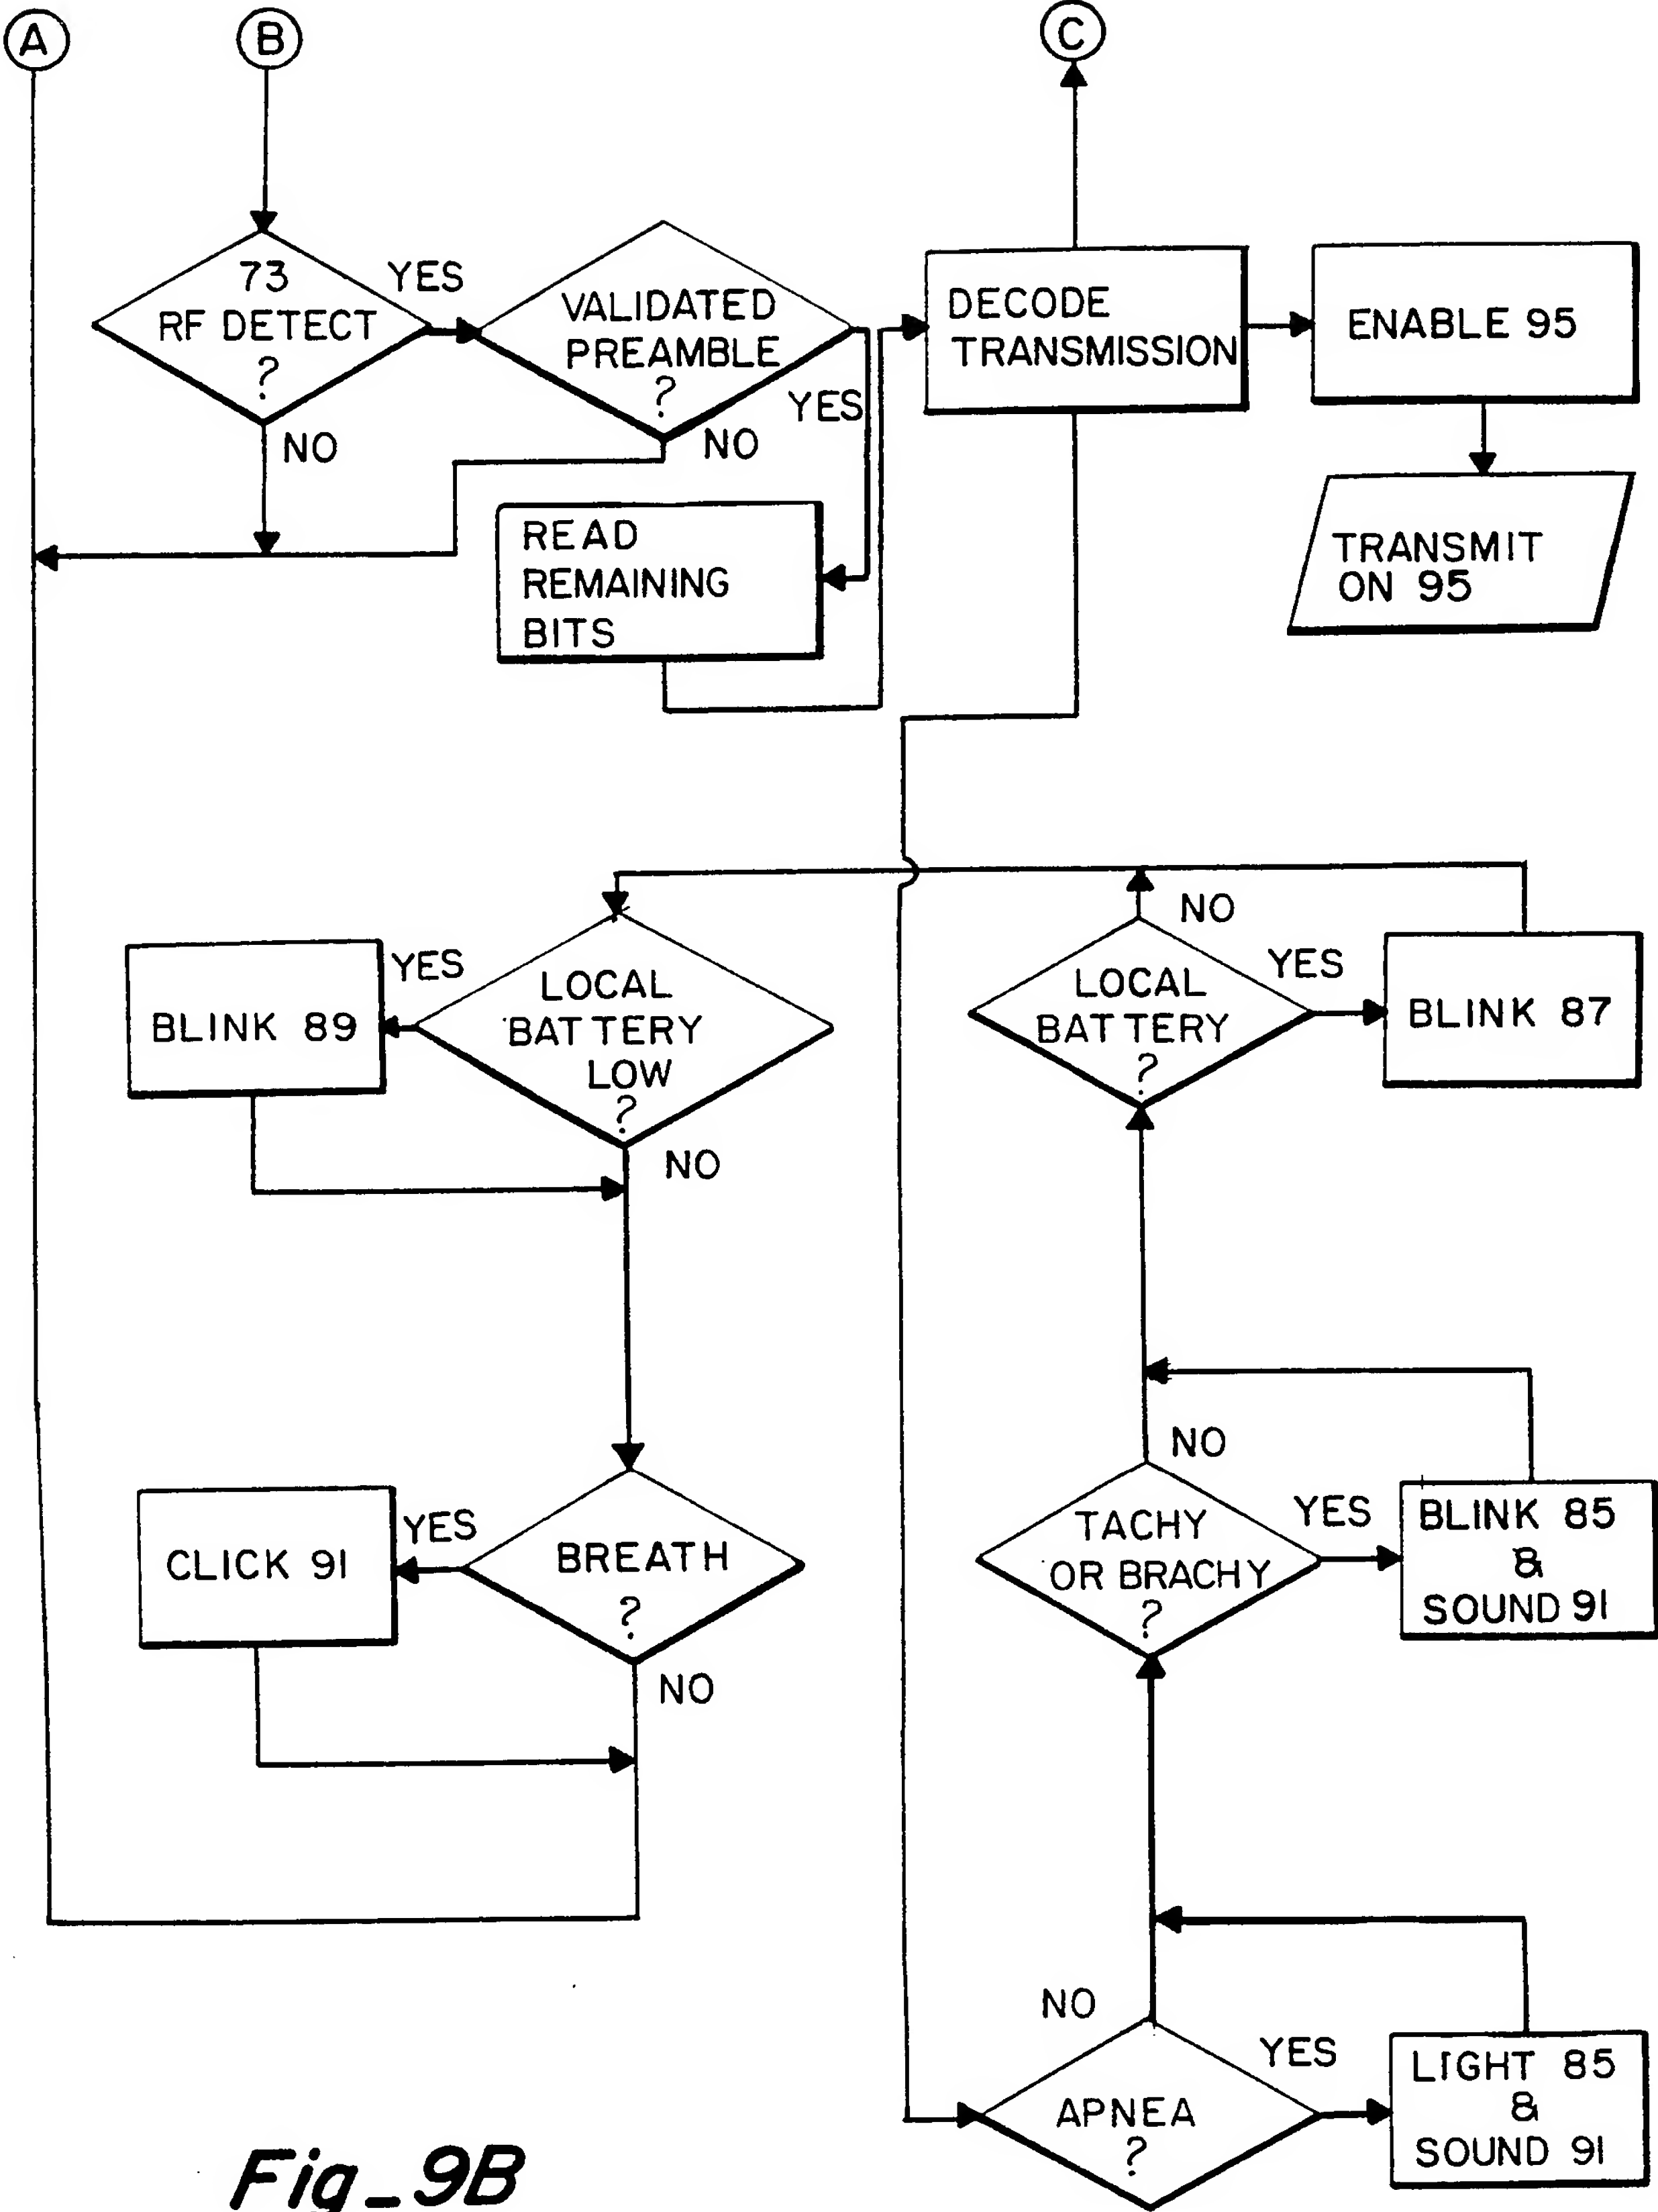 A
B
C
73
RF DETECT
?
YES
NO
VALIDATED
PREAMBLE
?
YES
NO
READ
REMAINING
BITS
DECODE
TRANSMISSION
ENABLE 95
TRANSMIT
ON 95
BLINK 89
YES
LOCAL
BATTERY
LOW
?
NO
LOCAL
BATTERY
?
NO
YES
BLINK 87
CLICK 91
YES
BREATH
?
NO
NO
TACHY
OR BRACHY
?
YES
BLINK 85
&
SOUND 91
NO
APNEA
?
YES
LIGHT 85
&
SOUND 91
Fig_9B